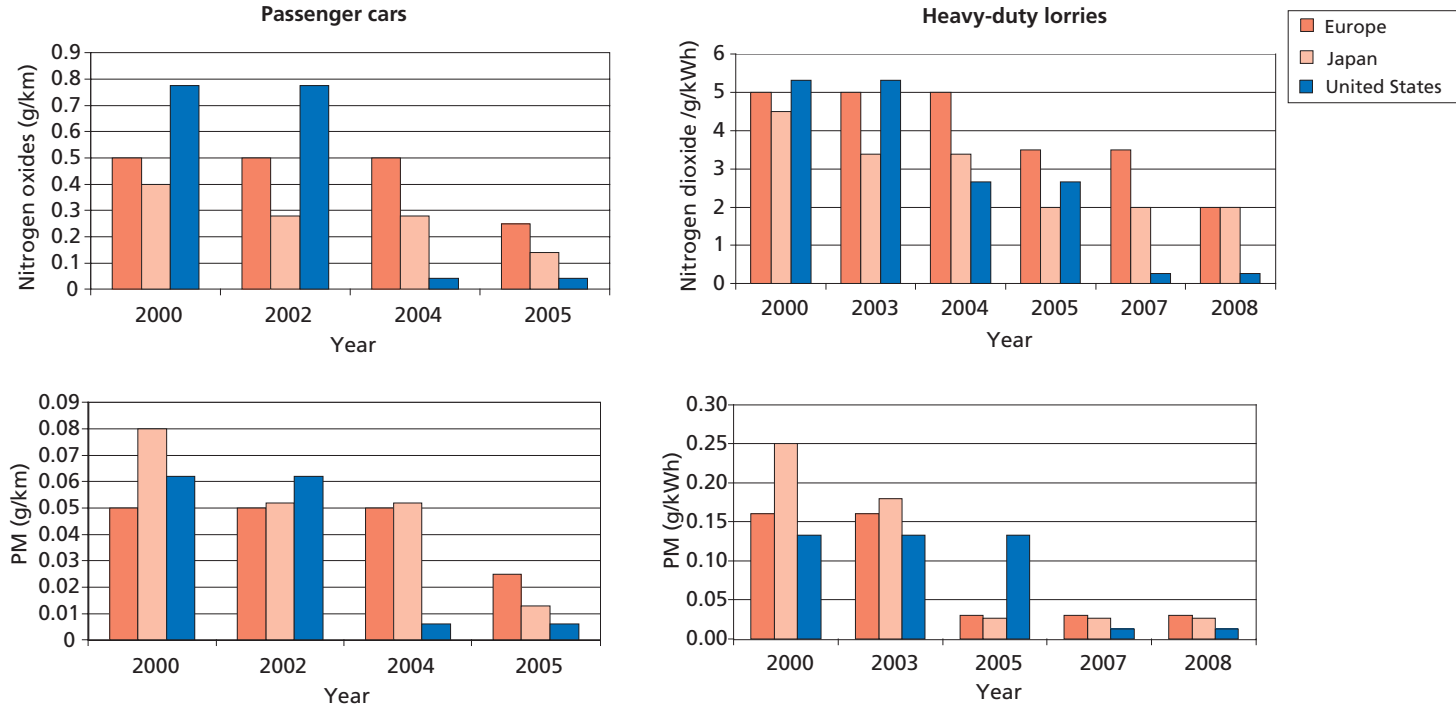 Passenger cars
Nitrogen oxides (g/km)
0.9
0.8
0.7
0.6
0.5
0.4
0.3
0.2
0.1
0
2000 2002 2004 2005
Year
Heavy-duty lorries
Nitrogen dioxide /g/kWh)
6
5
4
3
2
1
0
2000 2003 2004 2005 2007 2008
Year
Europe
Japan
United States
PM (g/km)
0.09
0.08
0.07
0.06
0.05
0.04
0.03
0.02
0.01
0
2000 2002 2004 2005
Year
PM (g/kWh)
0.30
0.25
0.20
0.15
0.10
0.05
0.00
2000 2003 2005 2007 2008
Year